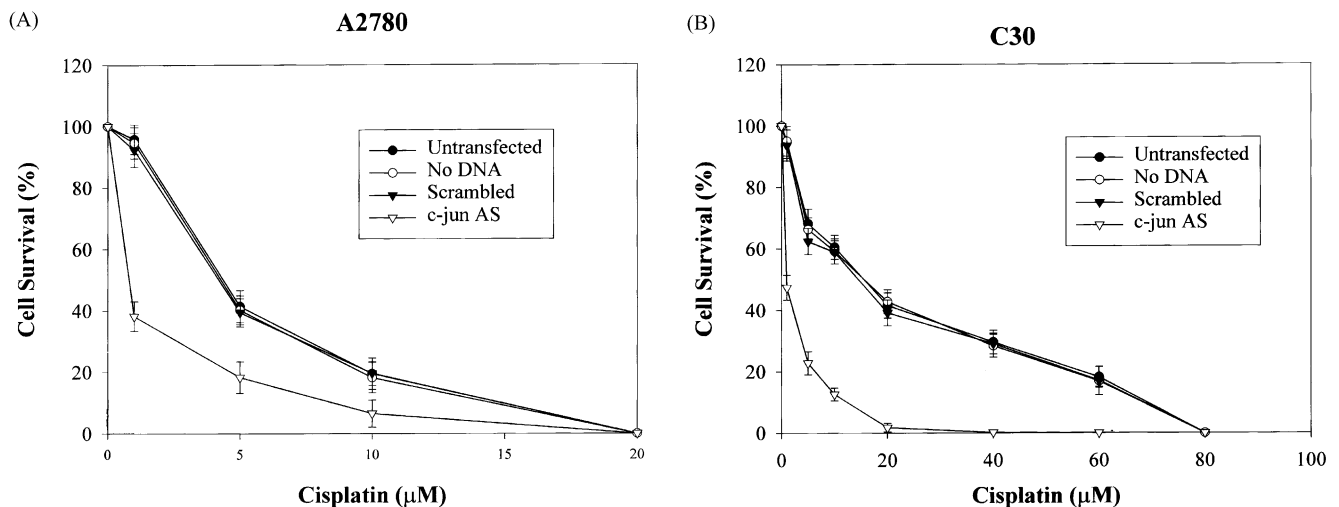 (A)
A2780
120
100
80
60
40
20
0
Cell Survival (%)
Untransfected
No DNA
Scrambled
c-jun AS
0 5 10 15 20
Cisplatin (μM)
(B)
C30
120
100
80
60
40
20
0
Cell Survival (%)
Untransfected
No DNA
Scrambled
c-jun AS
0 20 40 60 80 100
Cisplatin (μM)